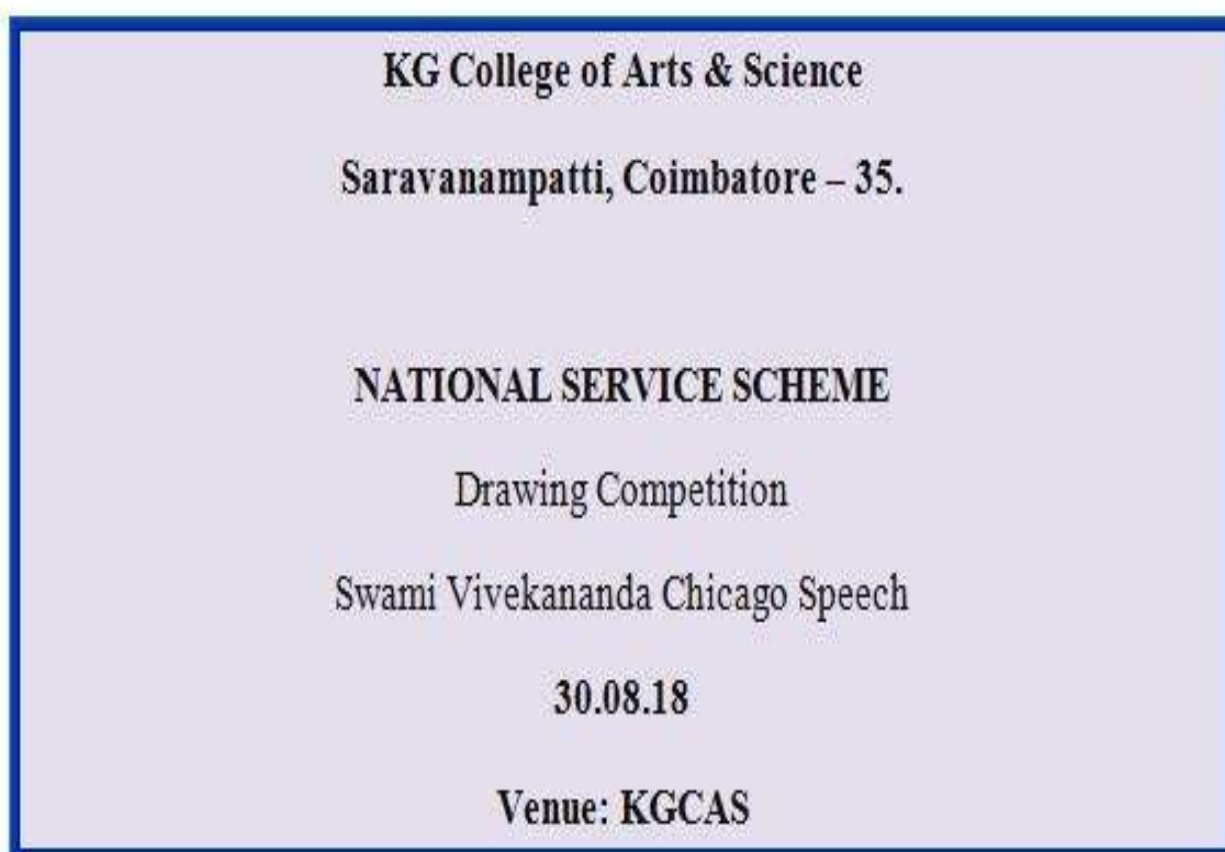 KG College of Arts & Science
Saravanampatti, Coimbatore – 35.
NATIONAL SERVICE SCHEME
Drawing Competition
Swami Vivekananda Chicago Speech
30.08.18
Venue: KGCAS